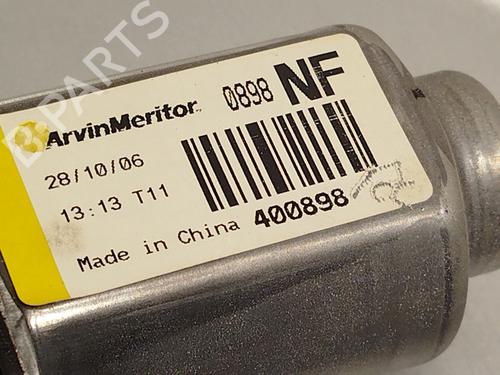 ArvinMeritor 0898 NF
28/10/06
13:13 T11
Made in China 400898
B PARTS